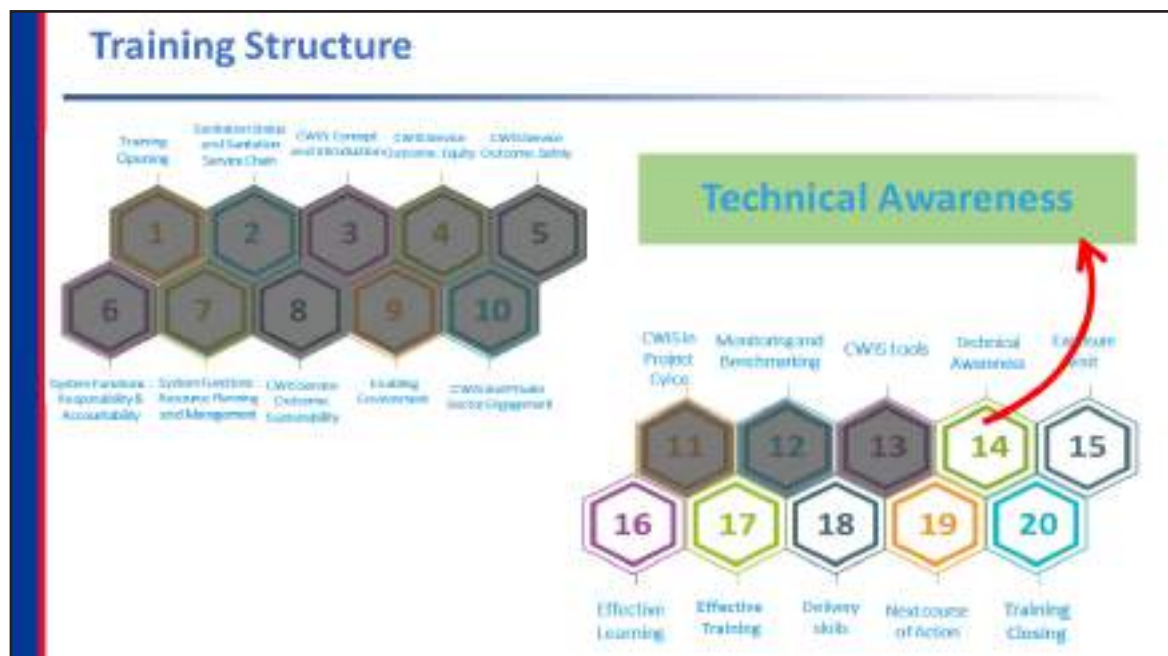 Training Structure
Training
Opening
Sanitation Status
and Sanitation
Service Chain
CWIS Concept
and Introduction
CWIS Service
Outcome, Equity
CWIS Service
Outcome, Safety
1
2
3
4
5
6
7
8
9
10
System Functions
Responsibility &
Accountability
System Functions
Resource Planning
and Management
CWIS Service
Outcome
Sustainability
Enabling
Environment
CWIS and Private
Sector Engagement
Technical Awareness
CWIS in
Project
Cylce
Monitoring and
Benchmarking
CWIS tools
Technical
Awareness
Exposure
visit
11
12
13
14
15
16
17
18
19
20
Effective
Learning
Effective
Training
Delivery
skills
Next course
of Action
Training
Closing